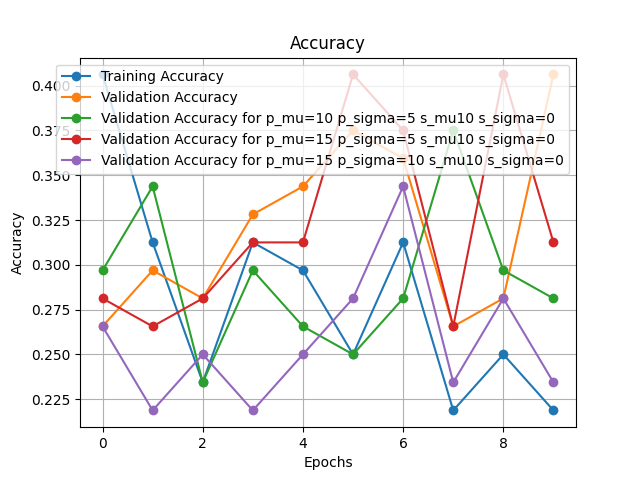 Accuracy
Training Accuracy
Validation Accuracy
Validation Accuracy for p_mu=10 p_sigma=5 s_mu10 s_sigma=0
Validation Accuracy for p_mu=15 p_sigma=5 s_mu10 s_sigma=0
Validation Accuracy for p_mu=15 p_sigma=10 s_mu10 s_sigma=0
0.400
0.375
0.350
0.325
0.300
0.275
0.250
0.225
Accuracy
0 2 4 6 8
Epochs